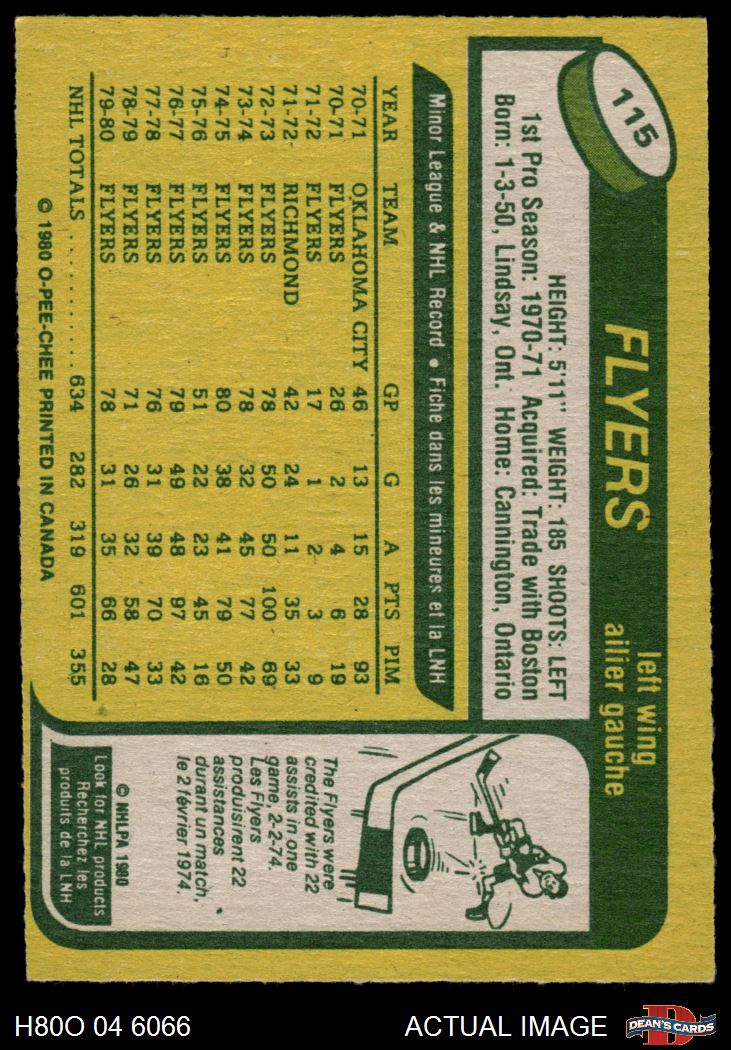 115
FLYERS
left wing
ailier gauche
HEIGHT: 5'11" WEIGHT: 185 SHOOTS: LEFT
1st Pro Season: 1970-71 Acquired: Trade with Boston
Born: 1-3-50, Lindsay, Ont. Home: Cannington, Ontario
Minor League & NHL Record • Fiche dans les mineures et la LNH
YEAR TEAM GP G A PTS PIM
70-71 OKLAHOMA CITY 46 13 15 28 93
70-71 FLYERS 26 2 4 6 19
71-72 FLYERS 17 1 2 3 9
71-72 RICHMOND 42 24 11 35 33
72-73 FLYERS 78 50 50 100 69
73-74 FLYERS 78 32 45 77 42
74-75 FLYERS 80 38 41 79 50
75-76 FLYERS 51 22 23 45 16
76-77 FLYERS 79 49 48 97 42
77-78 FLYERS 76 31 39 70 33
78-79 FLYERS 71 26 32 58 47
79-80 FLYERS 78 31 35 66 28
NHL TOTALS .......... 634 282 319 601 355
© 1980 O-PEE-CHEE PRINTED IN CANADA
The Flyers were
credited with 22
assists in one
game, 2-2-74.
Les Flyers
produisirent 22
assistances
durant un match,
le 2 février 1974.
© NHLPA 1980
Look for NHL products
Recherchez les
produits de la LNH
H80O 04 6066
ACTUAL IMAGE
D
DEAN'S CARDS